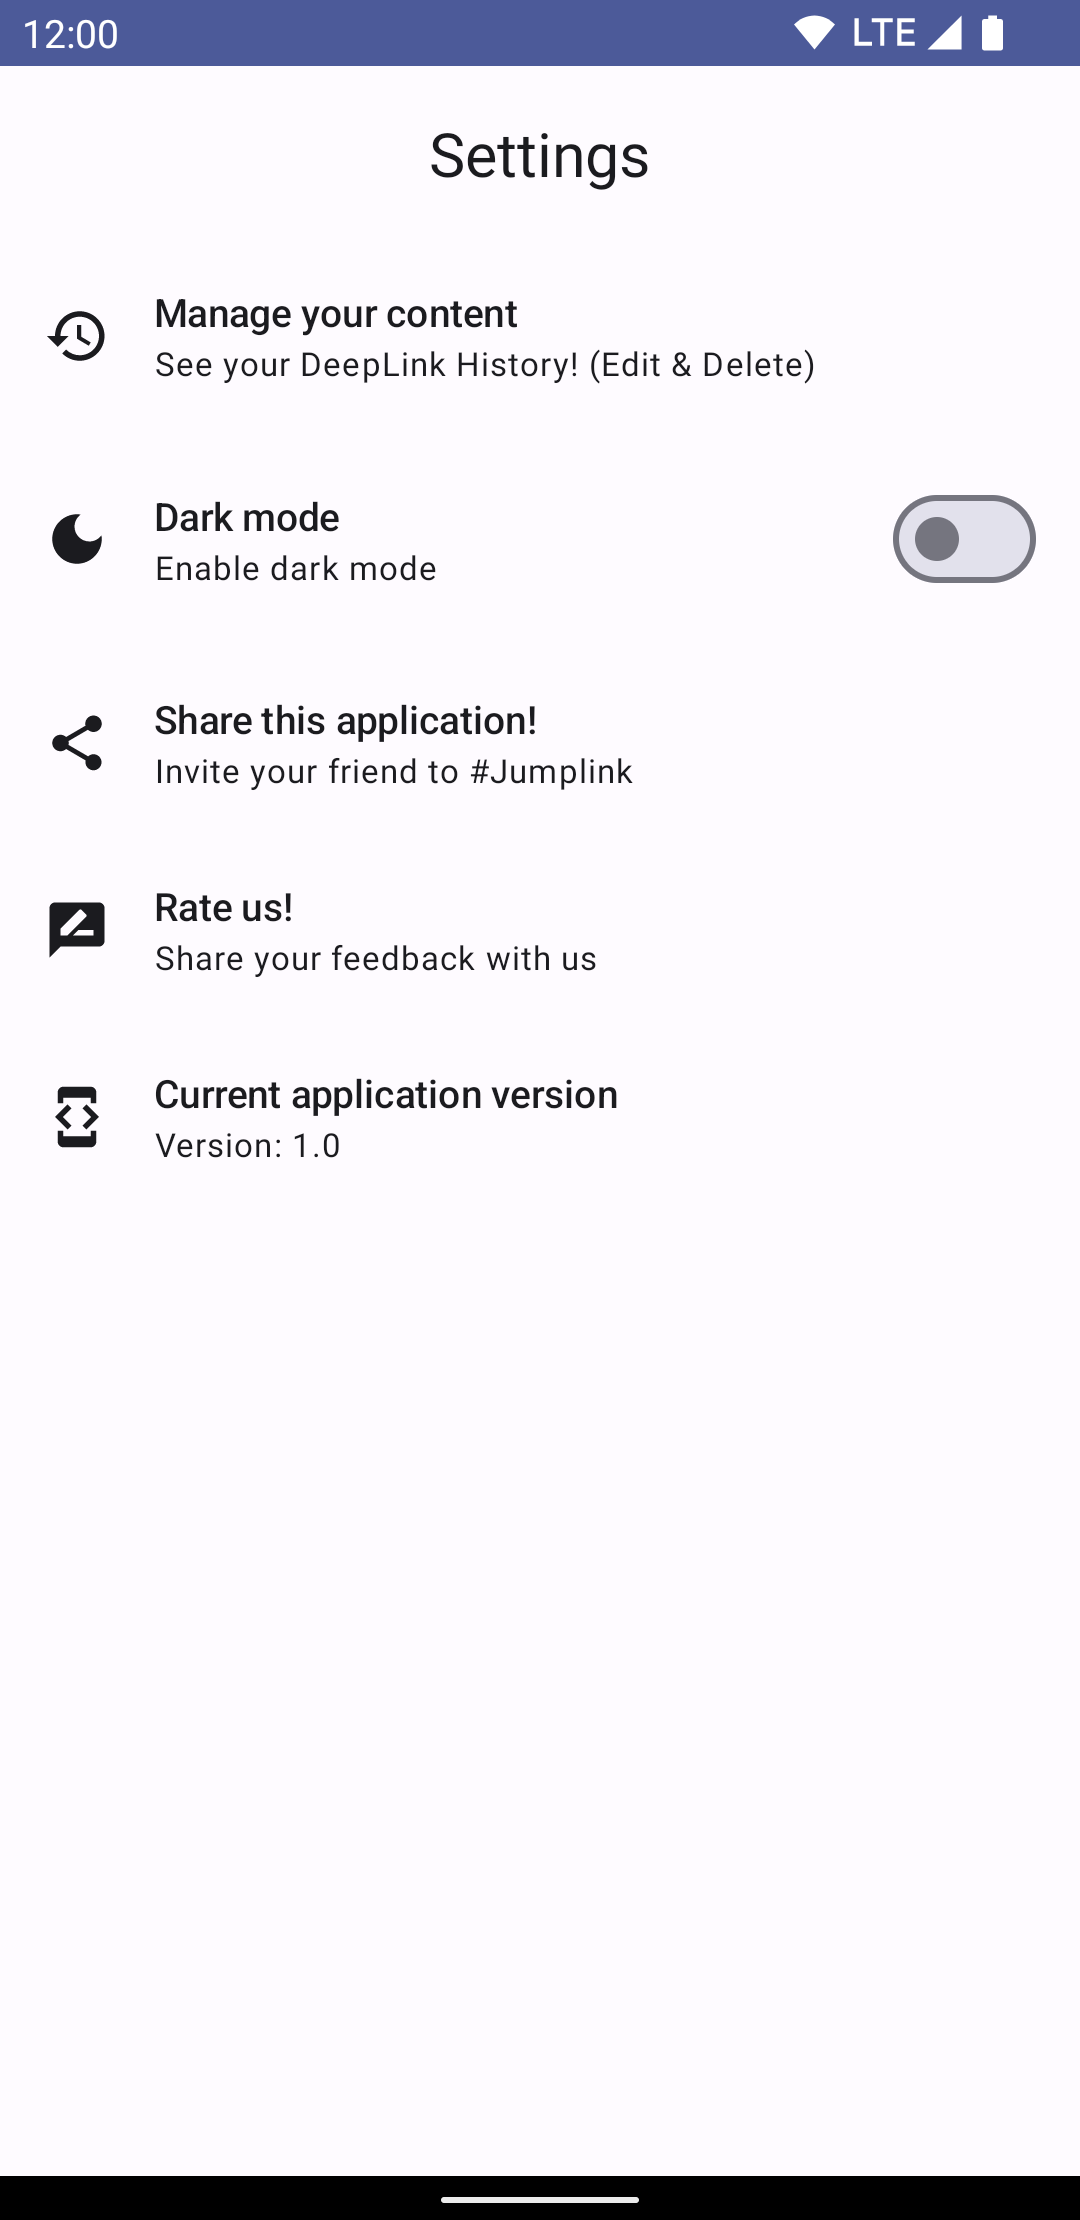 12:00 LTE
Settings
Manage your content
See your DeepLink History! (Edit & Delete)
Dark mode
Enable dark mode
Share this application!
Invite your friend to #Jumplink
Rate us!
Share your feedback with us
Current application version
Version: 1.0